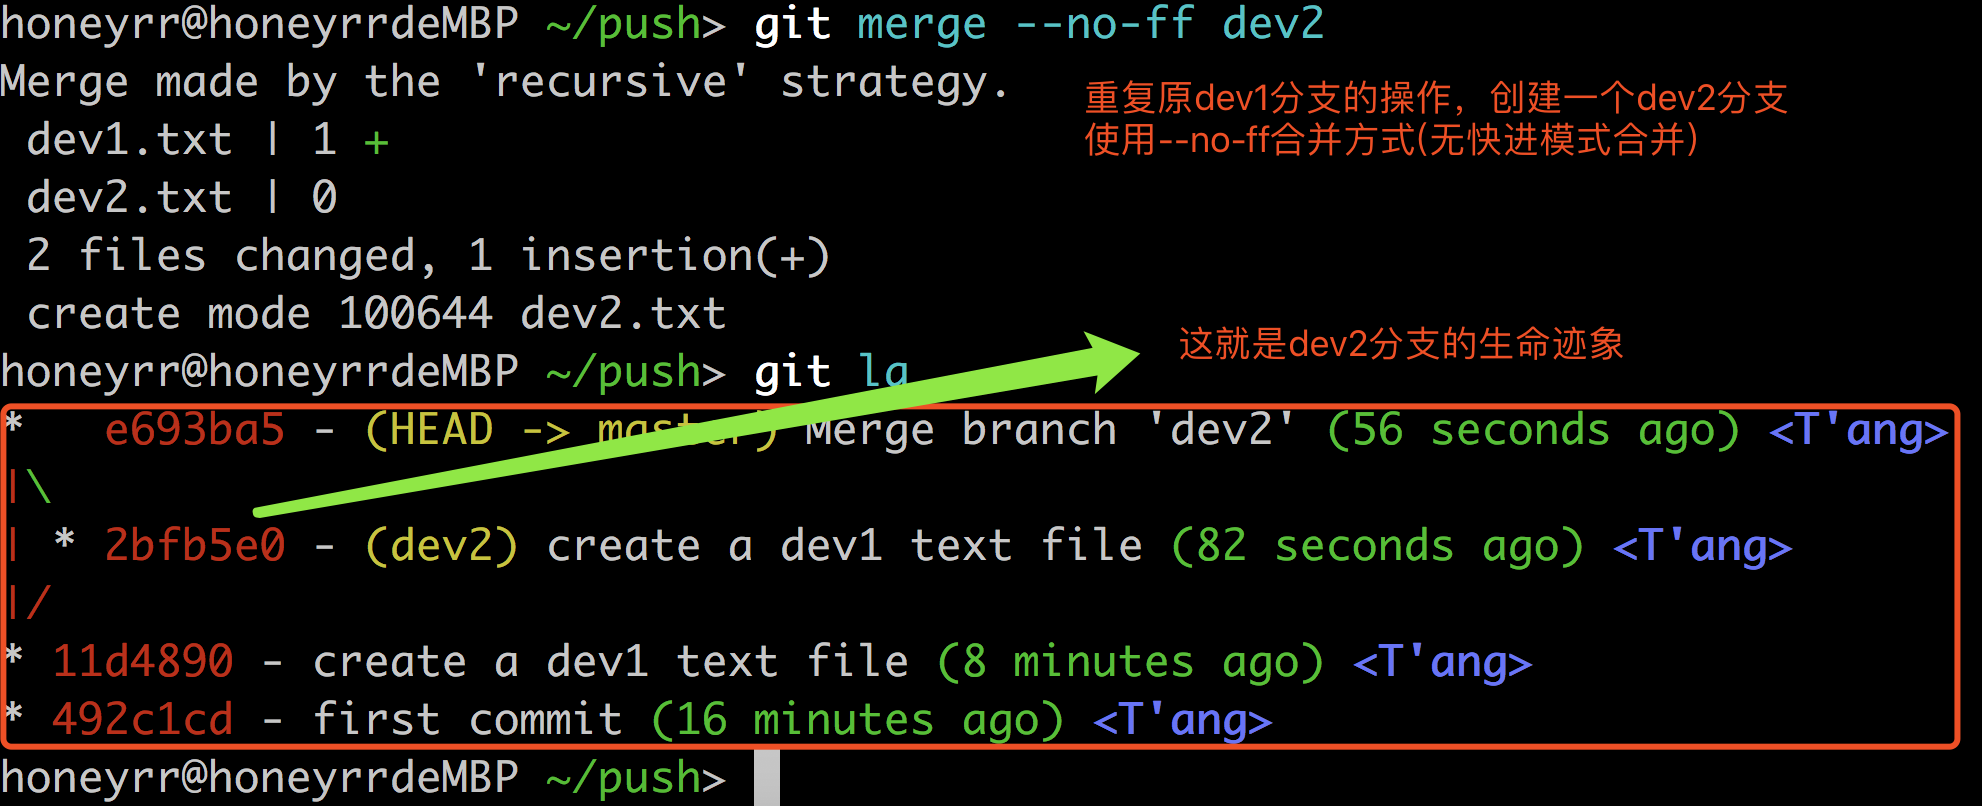 honeyrr@honeyrrdeMBP ~/push> git merge --no-ff dev2
Merge made by the 'recursive' strategy.
重复原dev1分支的操作，创建一个dev2分支
使用--no-ff合并方式(无快进模式合并)
dev1.txt | 1 +
dev2.txt | 0
2 files changed, 1 insertion(+)
create mode 100644 dev2.txt
这就是dev2分支的生命迹象
honeyrr@honeyrrdeMBP ~/push> git lg
*   e693ba5 - (HEAD -> master) Merge branch 'dev2' (56 seconds ago) <T'ang>
|\
| * 2bfb5e0 - (dev2) create a dev1 text file (82 seconds ago) <T'ang>
|/
* 11d4890 - create a dev1 text file (8 minutes ago) <T'ang>
* 492c1cd - first commit (16 minutes ago) <T'ang>
honeyrr@honeyrrdeMBP ~/push>